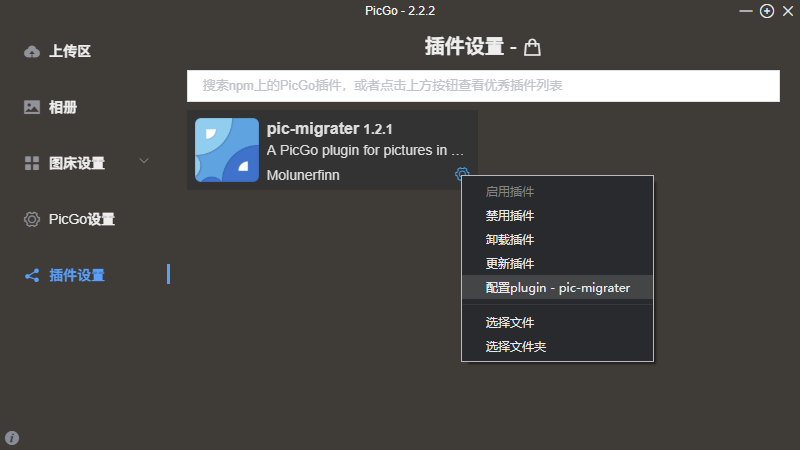 PicGo - 2.2.2
上传区
相册
图床设置
PicGo设置
插件设置
插件设置 -
搜索npm上的PicGo插件，或者点击上方按钮查看优秀插件列表
pic-migrater 1.2.1
A PicGo plugin for pictures in ...
Molunerfinn
启用插件
禁用插件
卸载插件
更新插件
配置plugin - pic-migrater
选择文件
选择文件夹